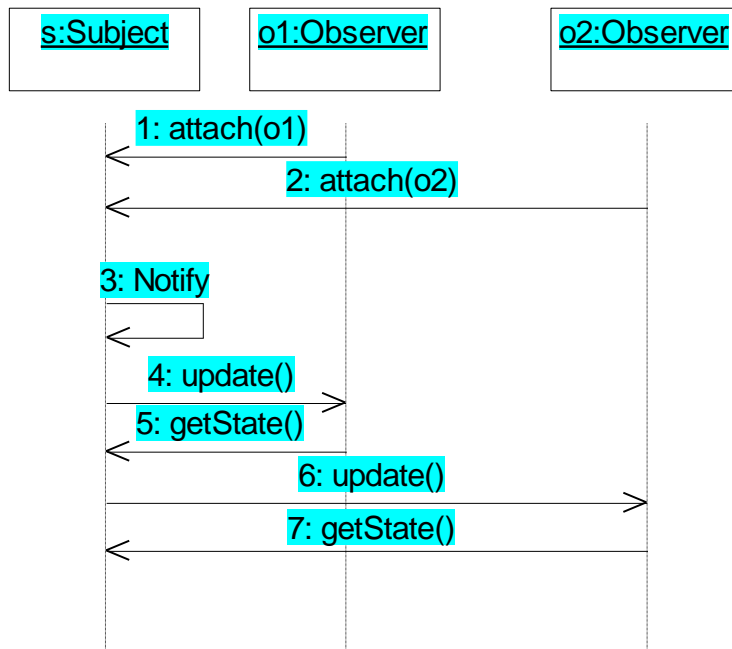 s:Subject
o1:Observer
o2:Observer
1: attach(o1)
2: attach(o2)
3: Notify
4: update()
5: getState()
6: update()
7: getState()